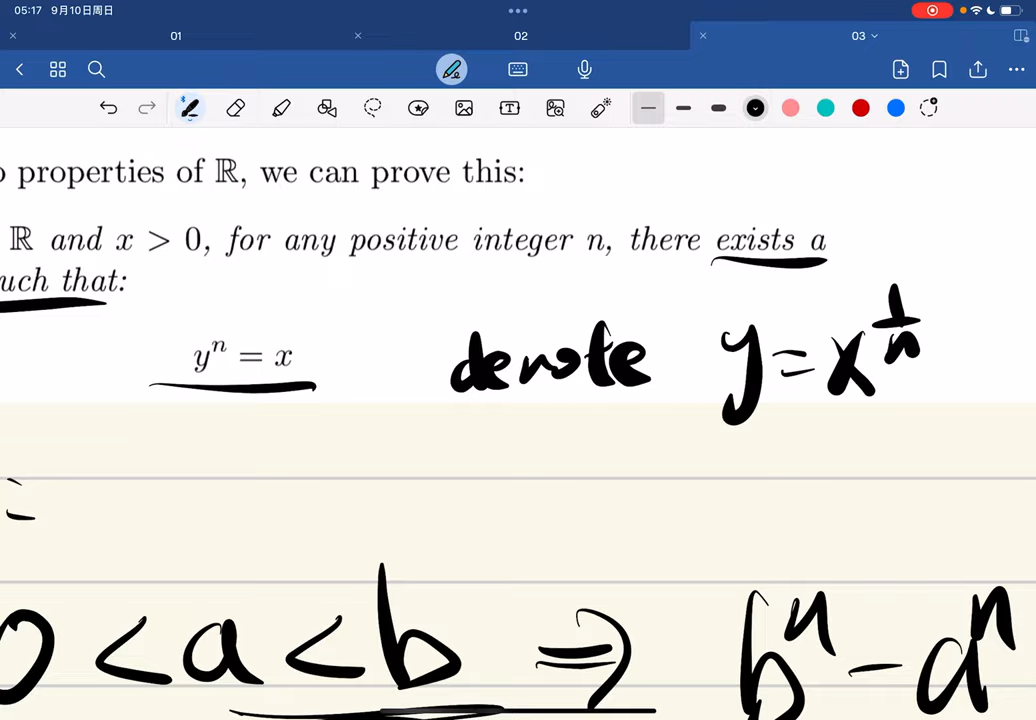 05:17 9月10日周日
01 02 03
properties of ℝ, we can prove this:
ℝ and x > 0, for any positive integer n, there exists a
uch that:
yⁿ = x denote y = x^{1/n}
=
0 < a < b ⇒ bⁿ − aⁿ